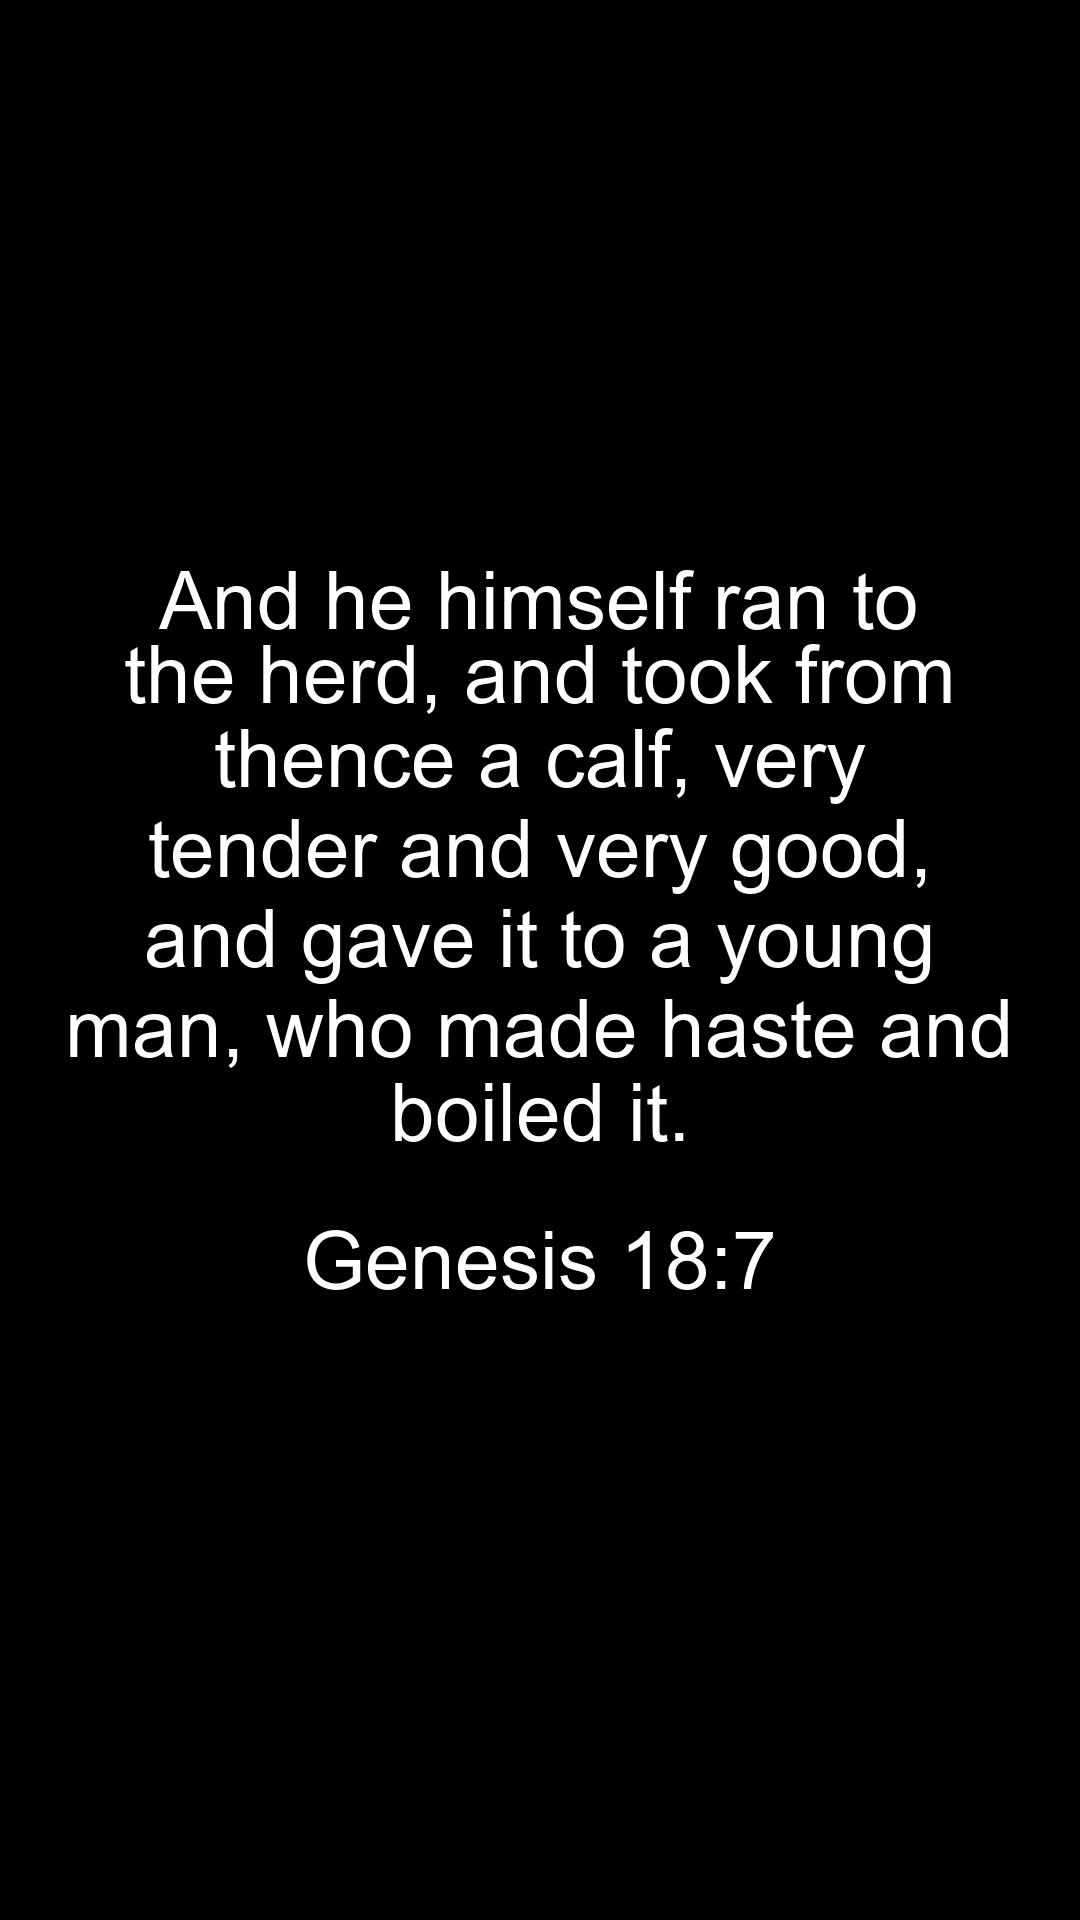 And he himself ran to
the herd, and took from
thence a calf, very
tender and very good,
and gave it to a young
man, who made haste and
boiled it.
Genesis 18:7